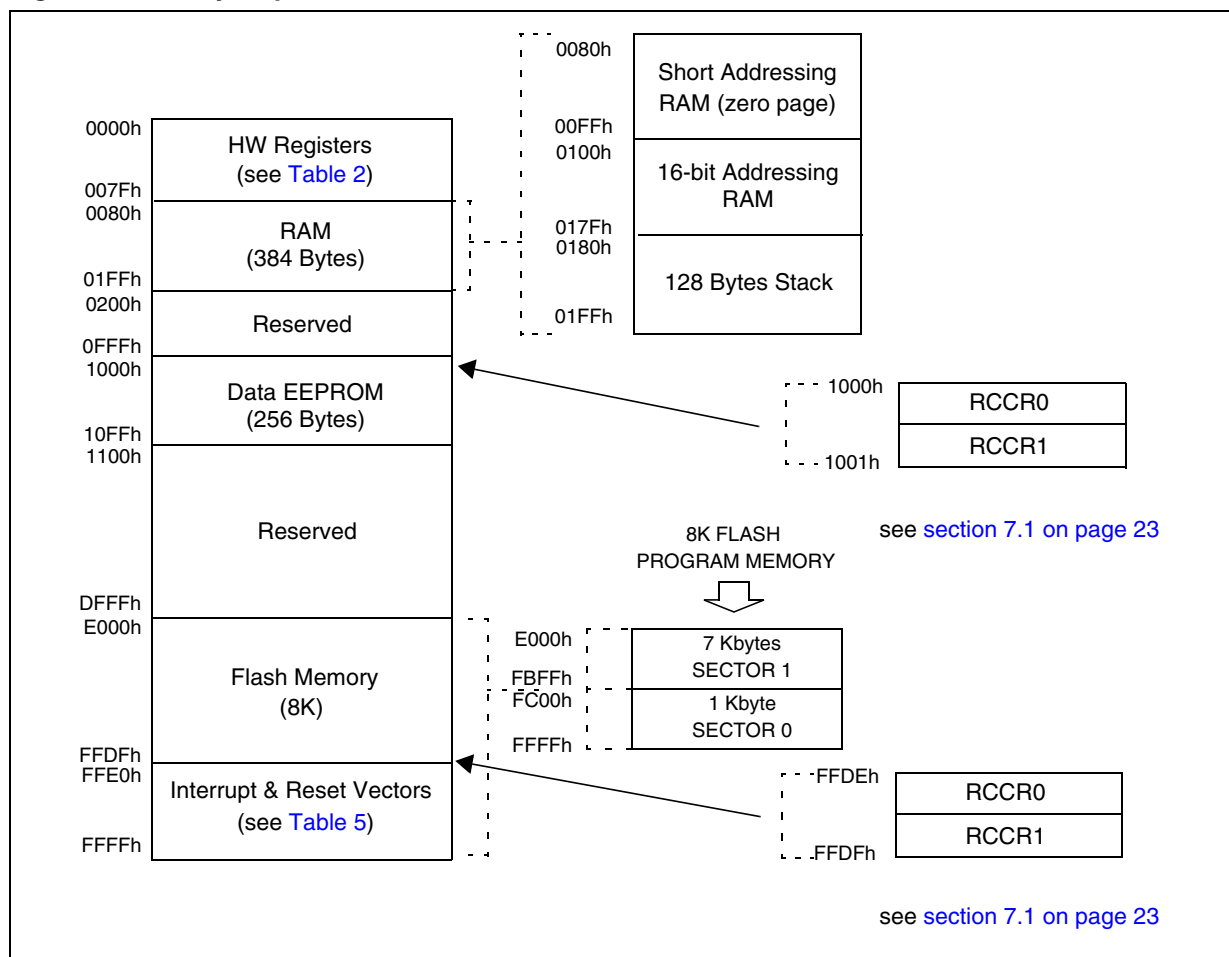 0000h
HW Registers
(see Table 2)
007Fh
0080h
RAM
(384 Bytes)
01FFh
0200h
Reserved
0FFFh
1000h
Data EEPROM
(256 Bytes)
10FFh
1100h
Reserved
DFFFh
E000h
Flash Memory
(8K)
FFDFh
FFE0h
Interrupt & Reset Vectors
(see Table 5)
FFFFh
0080h
Short Addressing
RAM (zero page)
00FFh
0100h
16-bit Addressing
RAM
017Fh
0180h
128 Bytes Stack
01FFh
1000h
RCCR0
RCCR1
1001h
see section 7.1 on page 23
8K FLASH
PROGRAM MEMORY
E000h
7 Kbytes
SECTOR 1
FBFFh
FC00h
1 Kbyte
SECTOR 0
FFFFh
FFDEh
RCCR0
RCCR1
FFDFh
see section 7.1 on page 23